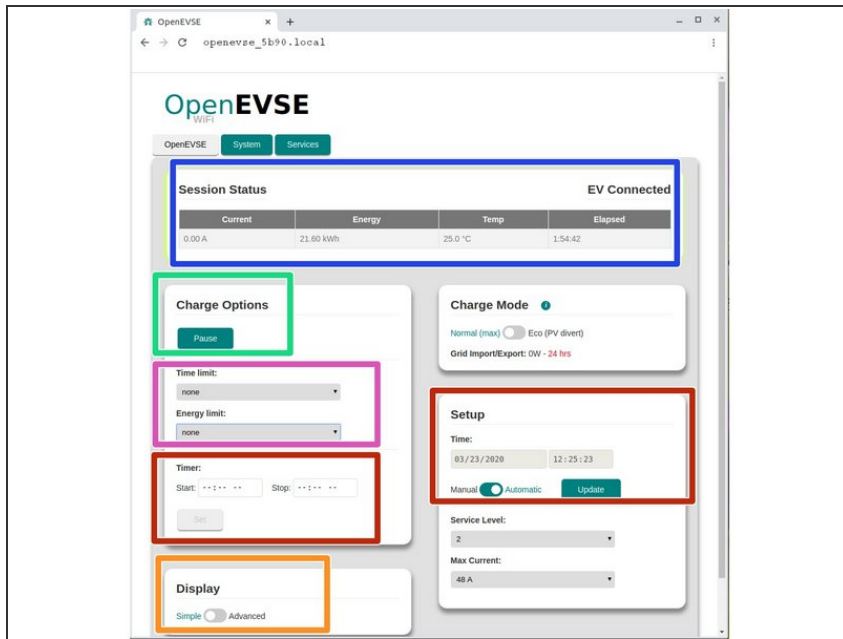 OpenEVSE
openevse_5b90.local
OpenEVSE
WiFi
OpenEVSE System Services
Session Status EV Connected
Current Energy Temp Elapsed
0.00 A 21.60 kWh 25.0 °C 1:54:42
Charge Options
Pause
Time limit:
none
Energy limit:
none
Timer:
Start: --:-- -- Stop: --:-- --
Set
Display
Simple Advanced
Charge Mode
Normal (max) Eco (PV divert)
Grid Import/Export: 0W - 24 hrs
Setup
Time:
03/23/2020 12:25:23
Manual Automatic Update
Service Level:
2
Max Current:
48 A